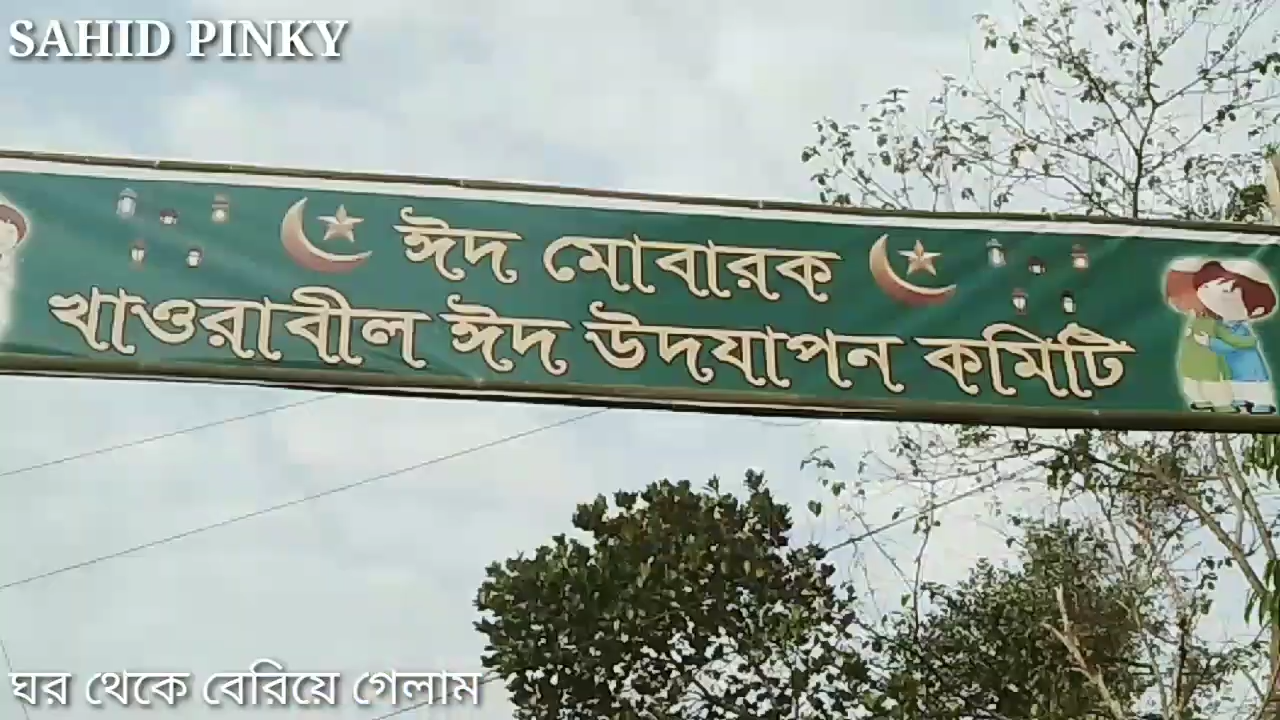 SAHID PINKY
ঈদ মোবারক
খাওরাবীল ঈদ উদযাপন কমিটি
ঘর থেকে বেরিয়ে গেলাম